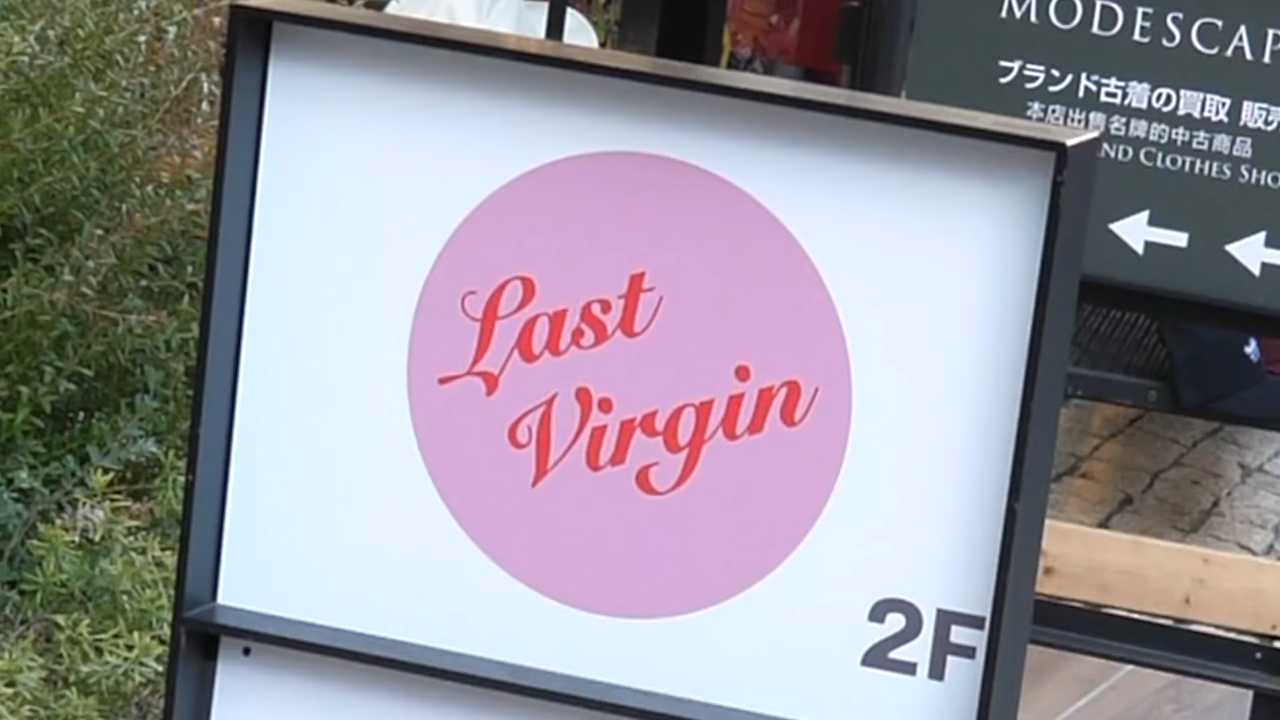 Last
Virgin
2F
MODESCAP
ブランド古着の買取 販売
本店出售名牌的中古商品
ND CLOTHES SHO